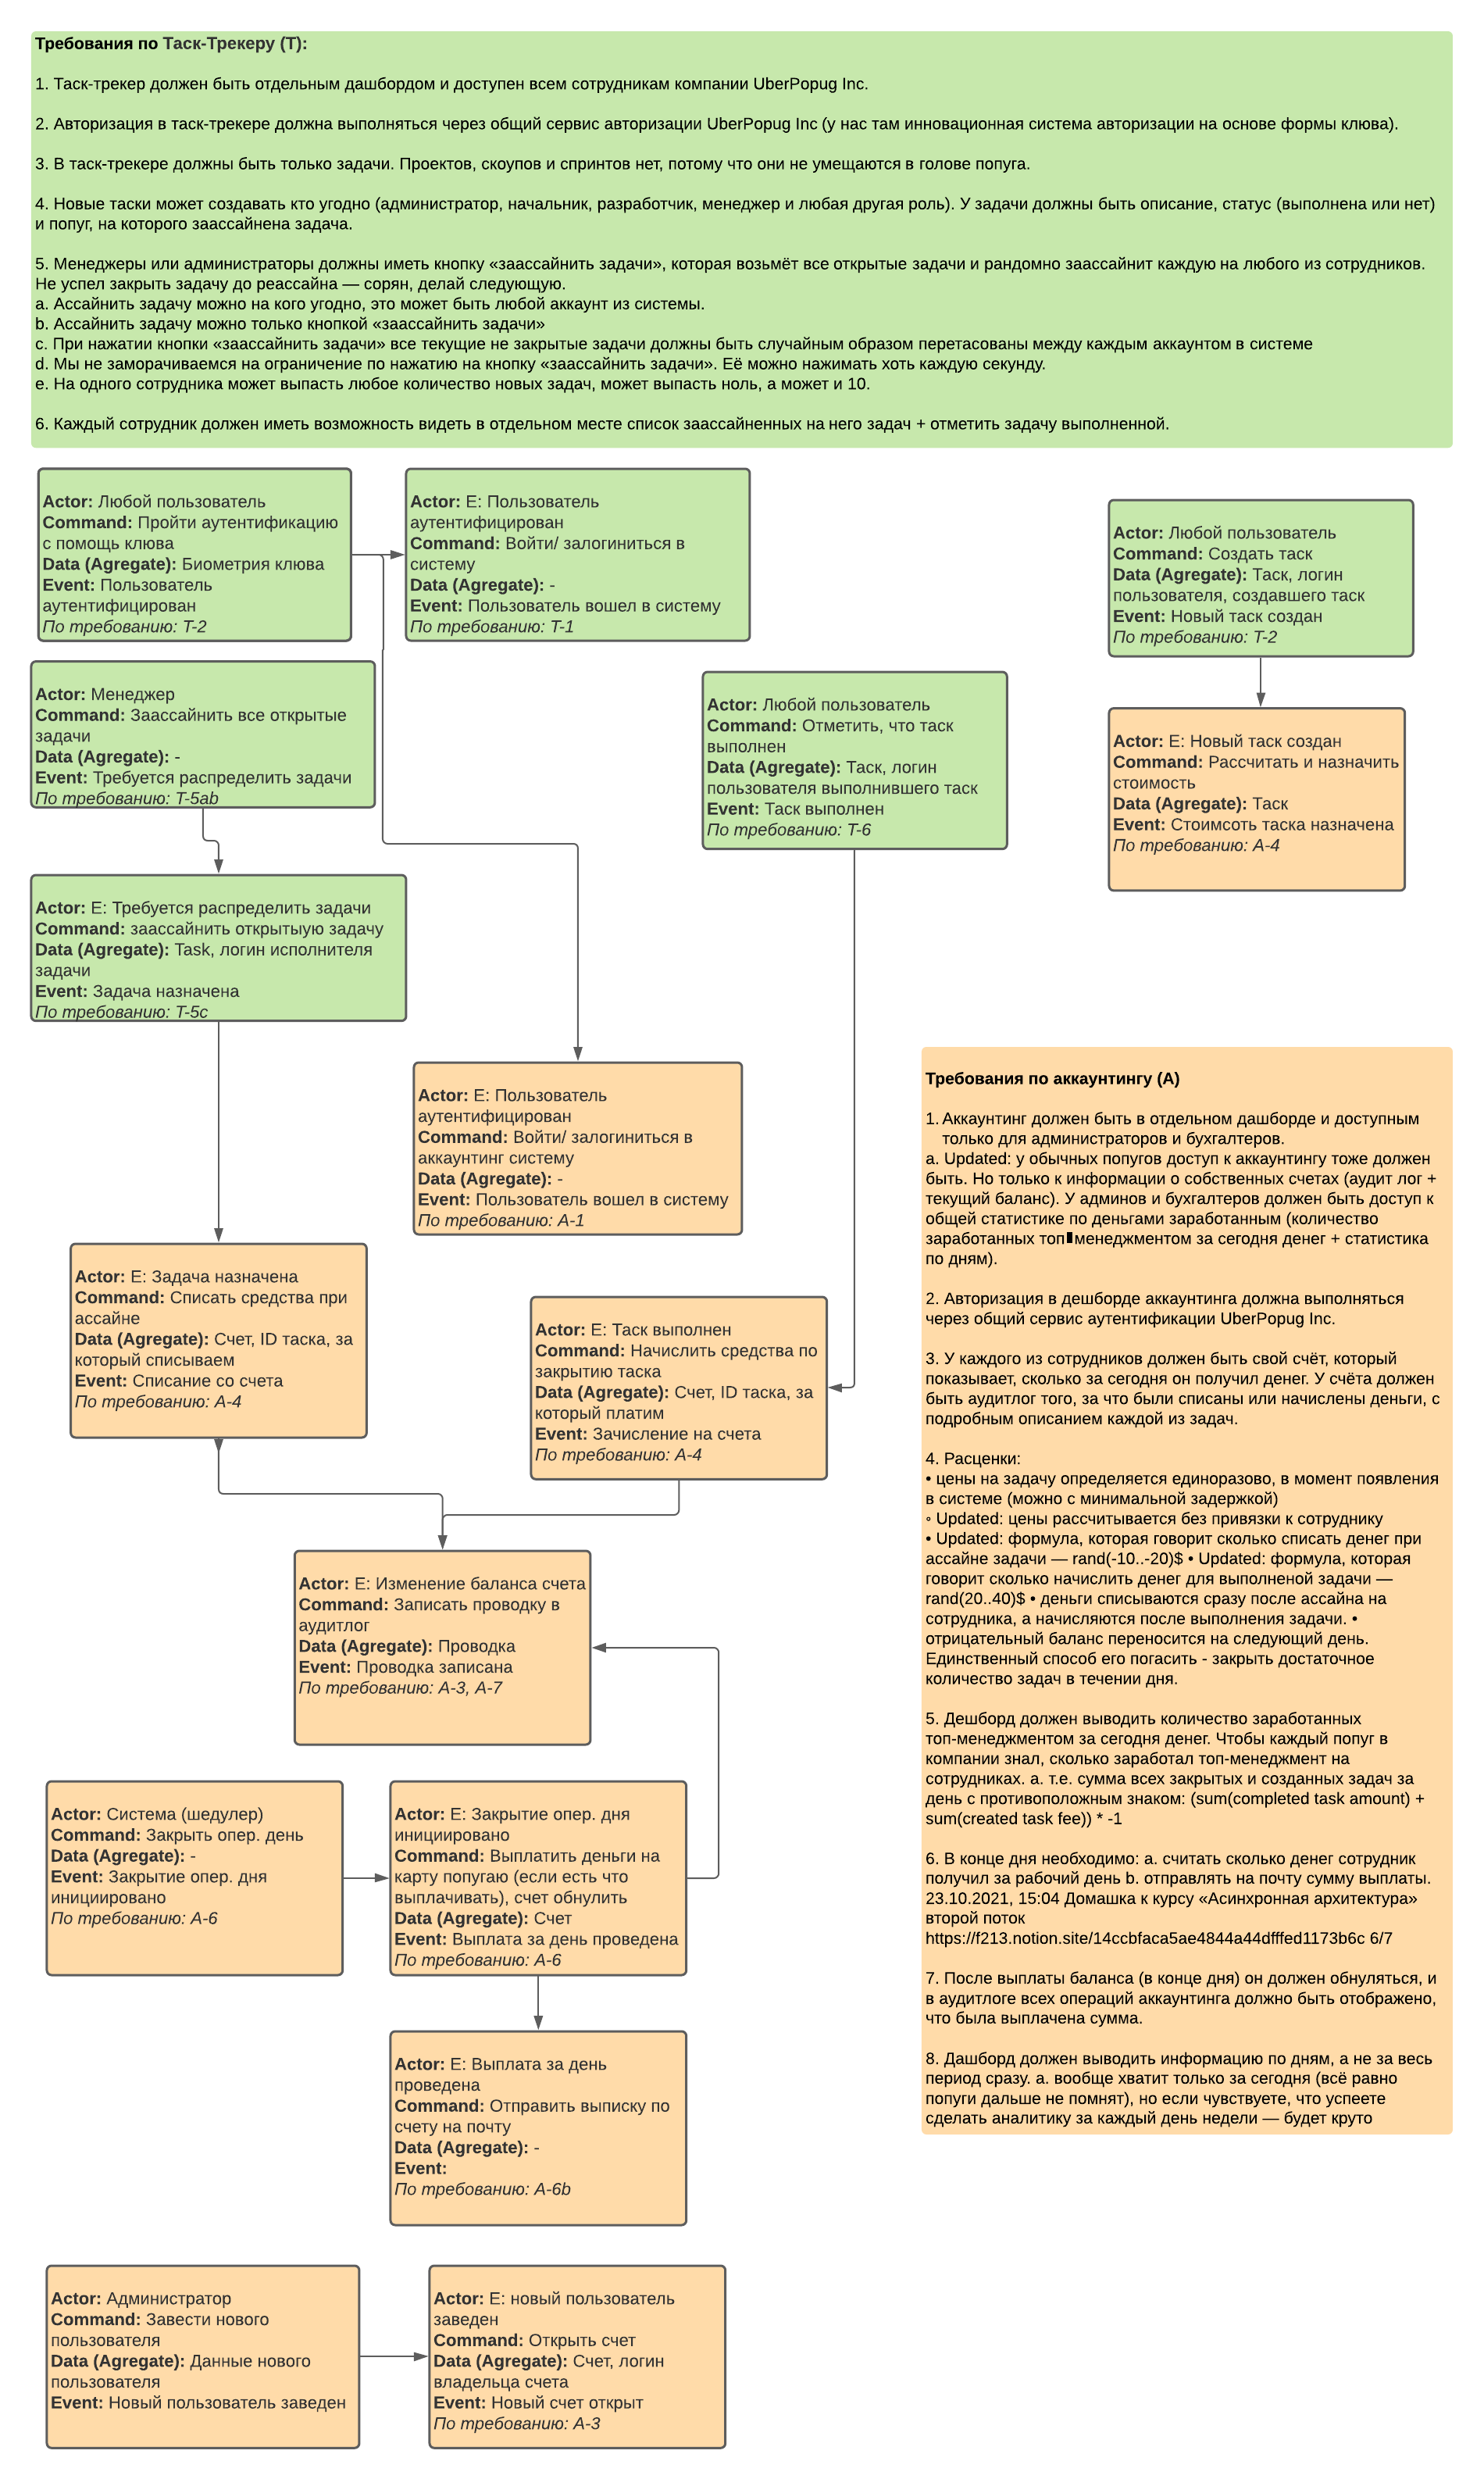 Требования по Таск-Трекеру (Т):
1. Таск-трекер должен быть отдельным дашбордом и доступен всем сотрудникам компании UberPopug Inc.
2. Авторизация в таск-трекере должна выполняться через общий сервис авторизации UberPopug Inc (у нас там инновационная система авторизации на основе формы клюва).
3. В таск-трекере должны быть только задачи. Проектов, скоупов и спринтов нет, потому что они не умещаются в голове попуга.
4. Новые таски может создавать кто угодно (администратор, начальник, разработчик, менеджер и любая другая роль). У задачи должны быть описание, статус (выполнена или нет)
и попуг, на которого заассайнена задача.
5. Менеджеры или администраторы должны иметь кнопку «заассайнить задачи», которая возьмёт все открытые задачи и рандомно заассайнит каждую на любого из сотрудников.
Не успел закрыть задачу до реассайна — сорян, делай следующую.
a. Ассайнить задачу можно на кого угодно, это может быть любой аккаунт из системы.
b. Ассайнить задачу можно только кнопкой «заассайнить задачи»
c. При нажатии кнопки «заассайнить задачи» все текущие не закрытые задачи должны быть случайным образом перетасованы между каждым аккаунтом в системе
d. Мы не заморачиваемся на ограничение по нажатию на кнопку «заассайнить задачи». Её можно нажимать хоть каждую секунду.
e. На одного сотрудника может выпасть любое количество новых задач, может выпасть ноль, а может и 10.
6. Каждый сотрудник должен иметь возможность видеть в отдельном месте список заассайненных на него задач + отметить задачу выполненной.
Actor: Любой пользователь
Command: Пройти аутентификацию
с помощь клюва
Data (Agregate): Биометрия клюва
Event: Пользователь
аутентифицирован
По требованию: Т-2
Actor: E: Пользователь
аутентифицирован
Command: Войти/ залогиниться в
систему
Data (Agregate): -
Event: Пользователь вошел в систему
По требованию: Т-1
Actor: Любой пользователь
Command: Создать таск
Data (Agregate): Таск, логин
пользователя, создавшего таск
Event: Новый таск создан
По требованию: Т-2
Actor: Менеджер
Command: Заассайнить все открытые
задачи
Data (Agregate): -
Event: Требуется распределить задачи
По требованию: Т-5ab
Actor: Любой пользователь
Command: Отметить, что таск
выполнен
Data (Agregate): Таск, логин
пользователя выполнившего таск
Event: Таск выполнен
По требованию: Т-6
Actor: E: Новый таск создан
Command: Рассчитать и назначить
стоимость
Data (Agregate): Таск
Event: Стоимсоть таска назначена
По требованию: А-4
Actor: E: Требуется распределить задачи
Command: заассайнить открытыую задачу
Data (Agregate): Task, логин исполнителя
задачи
Event: Задача назначена
По требованию: Т-5с
Actor: E: Пользователь
аутентифицирован
Command: Войти/ залогиниться в
аккаунтинг систему
Data (Agregate): -
Event: Пользователь вошел в систему
По требованию: А-1
Actor: E: Задача назначена
Command: Списать средства при
ассайне
Data (Agregate): Счет, ID таска, за
который списываем
Event: Списание со счета
По требованию: А-4
Actor: E: Таск выполнен
Command: Начислить средства по
закрытию таска
Data (Agregate): Счет, ID таска, за
который платим
Event: Зачисление на счета
По требованию: А-4
Actor: E: Изменение баланса счета
Command: Записать проводку в
аудитлог
Data (Agregate): Проводка
Event: Проводка записана
По требованию: А-3, А-7
Actor: Система (шедулер)
Command: Закрыть опер. день
Data (Agregate): -
Event: Закрытие опер. дня
инициировано
По требованию: А-6
Actor: E: Закрытие опер. дня
инициировано
Command: Выплатить деньги на
карту попугаю (если есть что
выплачивать), счет обнулить
Data (Agregate): Счет
Event: Выплата за день проведена
По требованию: А-6
Actor: E: Выплата за день
проведена
Command: Отправить выписку по
счету на почту
Data (Agregate): -
Event:
По требованию: А-6b
Actor: Администратор
Command: Завести нового
пользователя
Data (Agregate): Данные нового
пользователя
Event: Новый пользователь заведен
Actor: E: новый пользователь
заведен
Command: Открыть счет
Data (Agregate): Счет, логин
владельца счета
Event: Новый счет открыт
По требованию: А-3
Требования по аккаунтингу (А)
1. Аккаунтинг должен быть в отдельном дашборде и доступным
только для администраторов и бухгалтеров.
a. Updated: у обычных попугов доступ к аккаунтингу тоже должен
быть. Но только к информации о собственных счетах (аудит лог +
текущий баланс). У админов и бухгалтеров должен быть доступ к
общей статистике по деньгами заработанным (количество
заработанных топ▮менеджментом за сегодня денег + статистика
по дням).
2. Авторизация в дешборде аккаунтинга должна выполняться
через общий сервис аутентификации UberPopug Inc.
3. У каждого из сотрудников должен быть свой счёт, который
показывает, сколько за сегодня он получил денег. У счёта должен
быть аудитлог того, за что были списаны или начислены деньги, с
подробным описанием каждой из задач.
4. Расценки:
• цены на задачу определяется единоразово, в момент появления
в системе (можно с минимальной задержкой)
◦ Updated: цены рассчитывается без привязки к сотруднику
• Updated: формула, которая говорит сколько списать денег при
ассайне задачи — rand(-10..-20)$ • Updated: формула, которая
говорит сколько начислить денег для выполненой задачи —
rand(20..40)$ • деньги списываются сразу после ассайна на
сотрудника, а начисляются после выполнения задачи. •
отрицательный баланс переносится на следующий день.
Единственный способ его погасить - закрыть достаточное
количество задач в течении дня.
5. Дешборд должен выводить количество заработанных
топ-менеджментом за сегодня денег. Чтобы каждый попуг в
компании знал, сколько заработал топ-менеджмент на
сотрудниках. a. т.е. сумма всех закрытых и созданных задач за
день с противоположным знаком: (sum(completed task amount) +
sum(created task fee)) * -1
6. В конце дня необходимо: a. считать сколько денег сотрудник
получил за рабочий день b. отправлять на почту сумму выплаты.
23.10.2021, 15:04 Домашка к курсу «Асинхронная архитектура»
второй поток
https://f213.notion.site/14ccbfaca5ae4844a44dfffed1173b6c 6/7
7. После выплаты баланса (в конце дня) он должен обнуляться, и
в аудитлоге всех операций аккаунтинга должно быть отображено,
что была выплачена сумма.
8. Дашборд должен выводить информацию по дням, а не за весь
период сразу. a. вообще хватит только за сегодня (всё равно
попуги дальше не помнят), но если чувствуете, что успеете
сделать аналитику за каждый день недели — будет круто